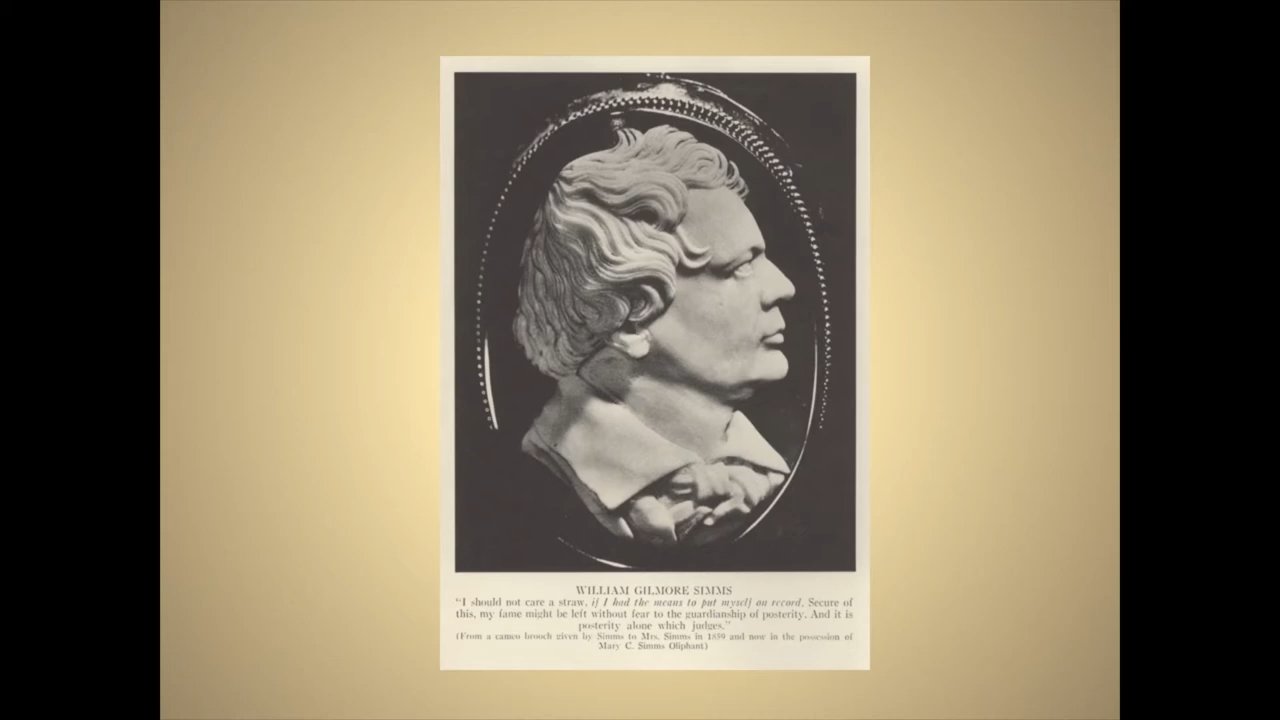 WILLIAM GILMORE SIMMS
"I should not care a straw, if I had the means to put myself on record. Secure of
this, my fame might be left without fear to the guardianship of posterity. And it is
posterity alone which judges."
(From a cameo brooch given by Simms to Mrs. Simms in 1859 and now in the possession of
Mary C. Simms Oliphant)